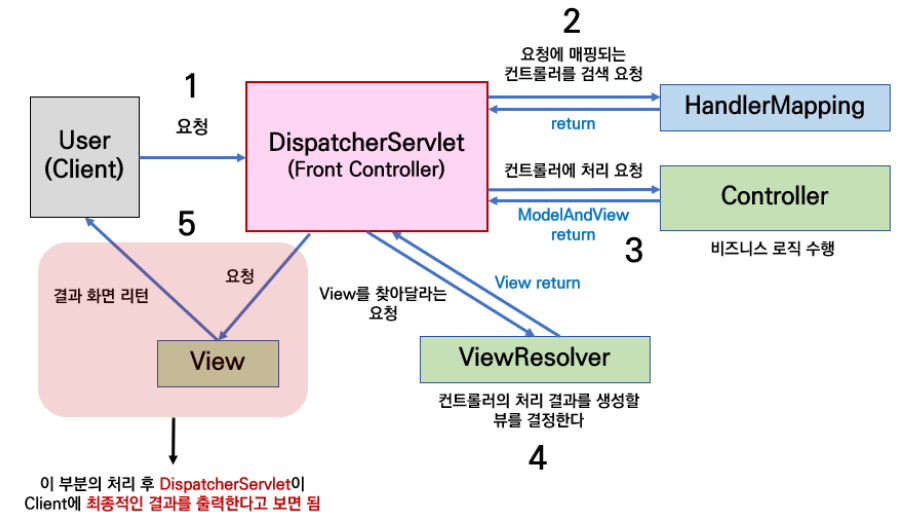 2
요청에 매핑되는
컨트롤러를 검색 요청
1
요청
User
(Client)
DispatcherServlet
(Front Controller)
return
HandlerMapping
컨트롤러에 처리 요청
ModelAndView
return
3
Controller
비즈니스 로직 수행
5
요청
결과 화면 리턴
View
View를 찾아달라는
요청
View return
ViewResolver
컨트롤러의 처리 결과를 생성할
뷰를 결정한다
4
이 부분의 처리 후 DispatcherServlet이
Client에 최종적인 결과를 출력한다고 보면 됨